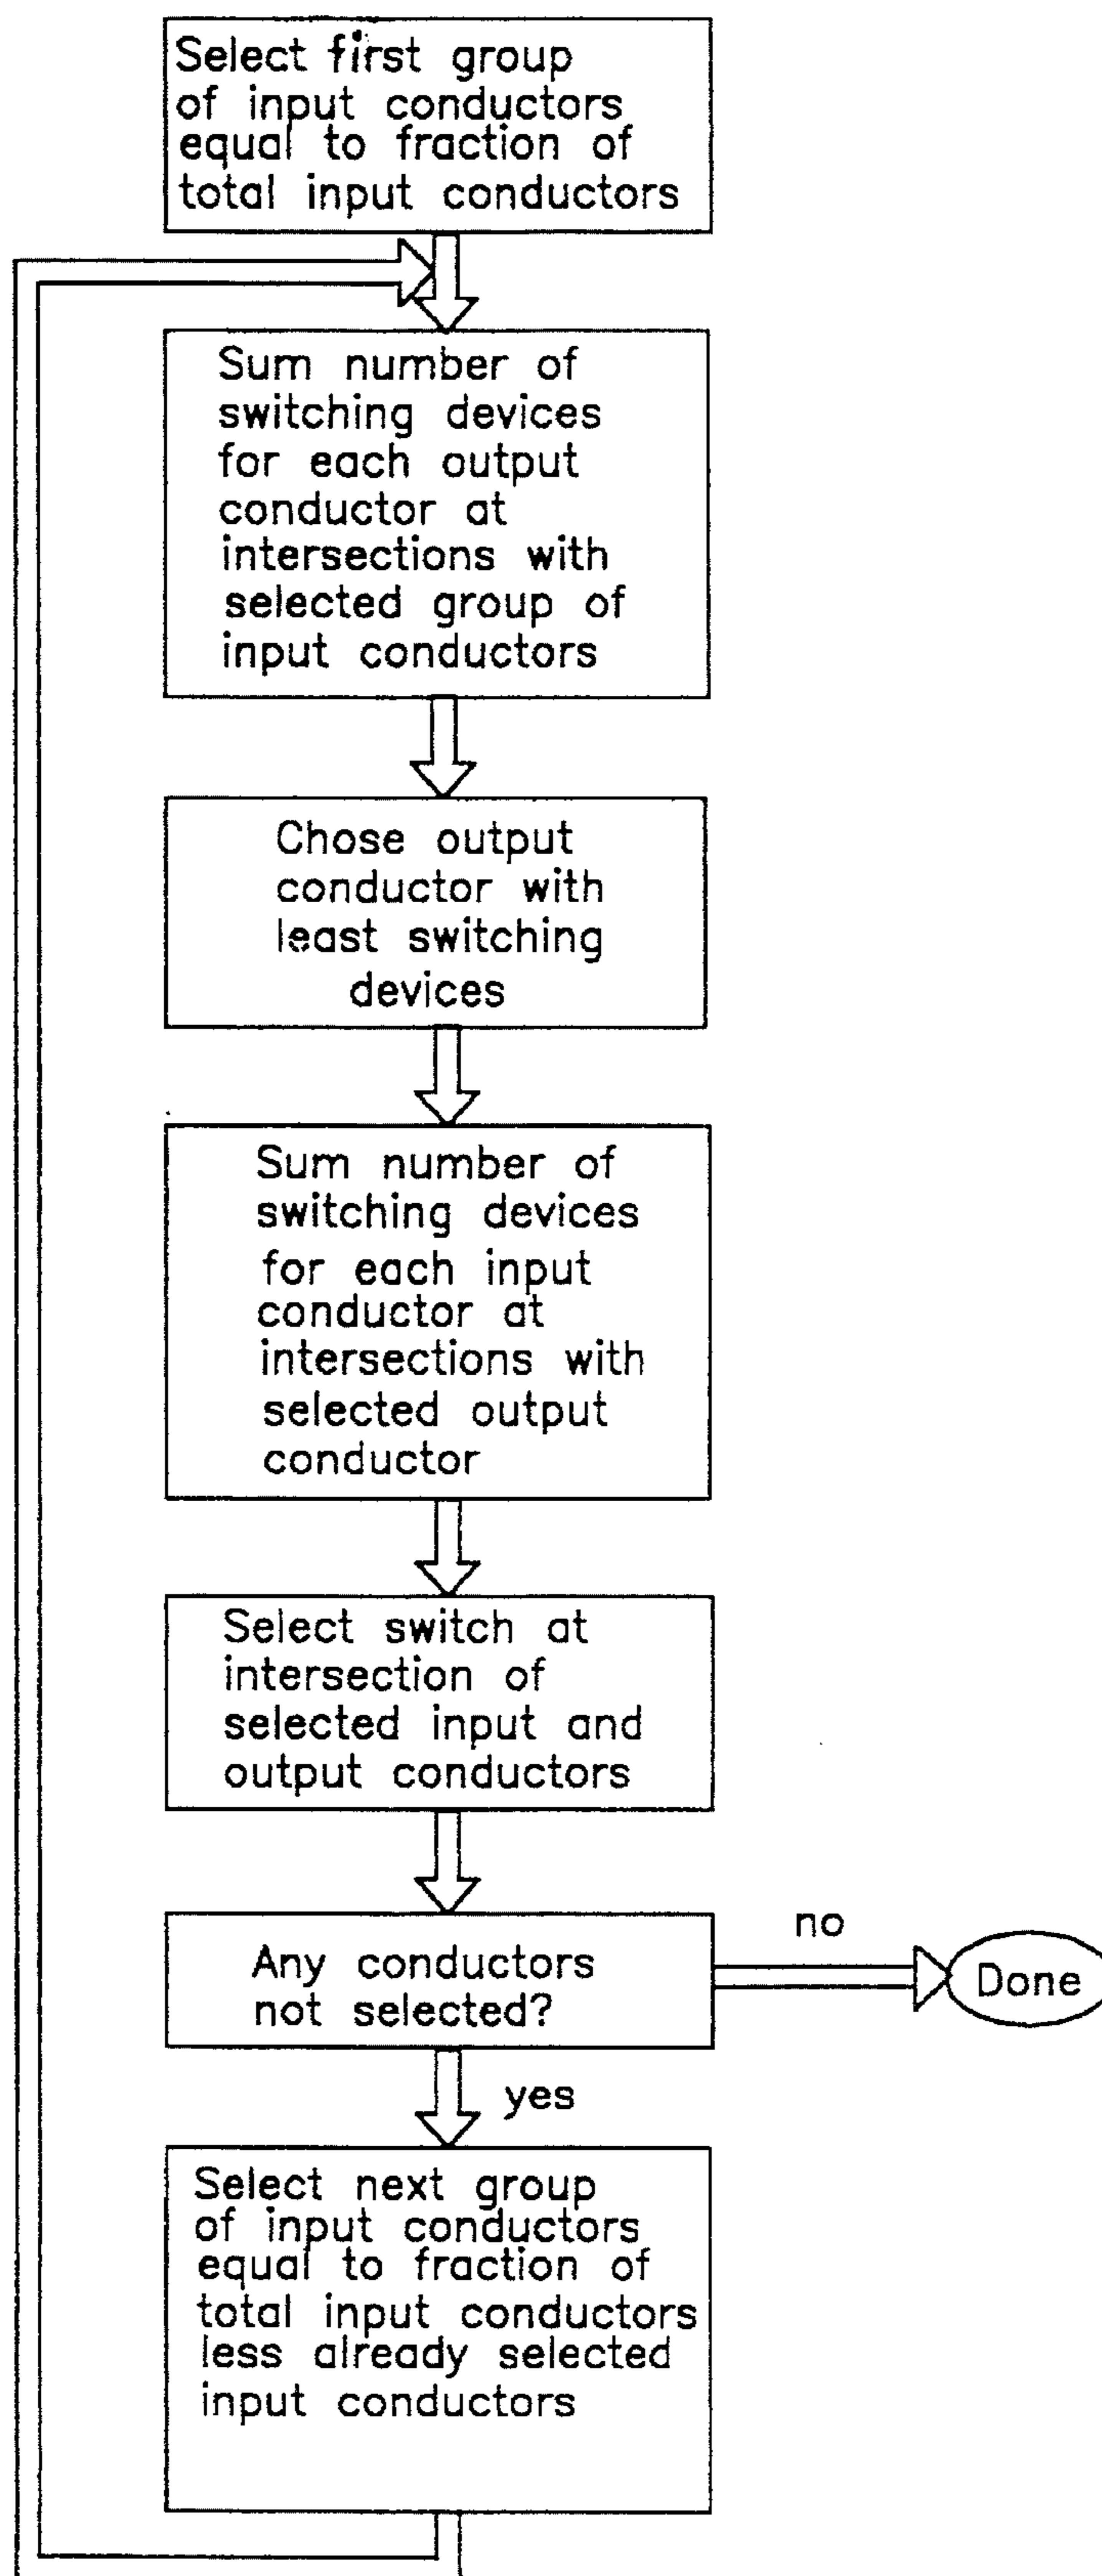 Select first group
of input conductors
equal to fraction of
total input conductors
Sum number of
switching devices
for each output
conductor at
intersections with
selected group of
input conductors
Chose output
conductor with
least switching
devices
Sum number of
switching devices
for each input
conductor at
intersections with
selected output
conductor
Select switch at
intersection of
selected input and
output conductors
Any conductors
not selected?
no
Done
yes
Select next group
of input conductors
equal to fraction of
total input conductors
less already selected
input conductors